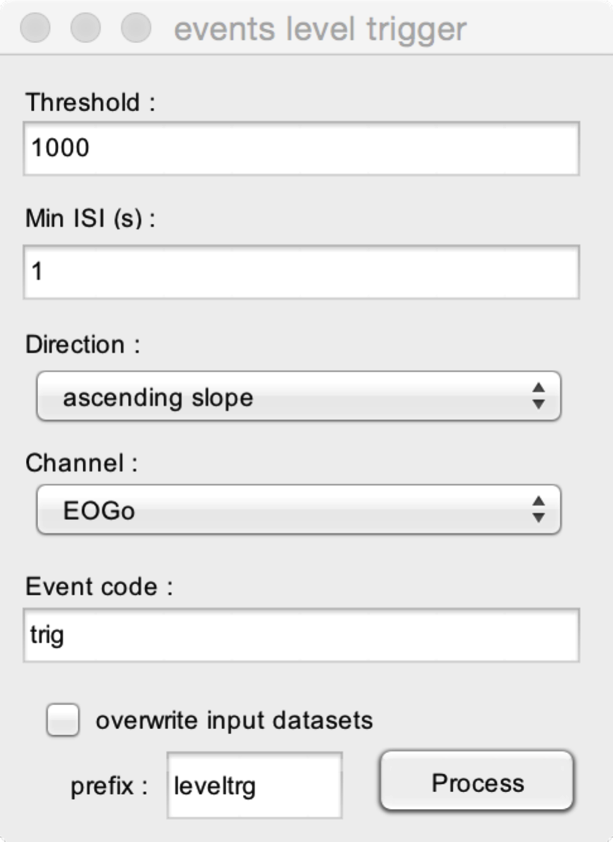 events level trigger
Threshold :
1000
Min ISI (s) :
1
Direction :
ascending slope
Channel :
EOGo
Event code :
trig
overwrite input datasets
prefix : leveltrg Process